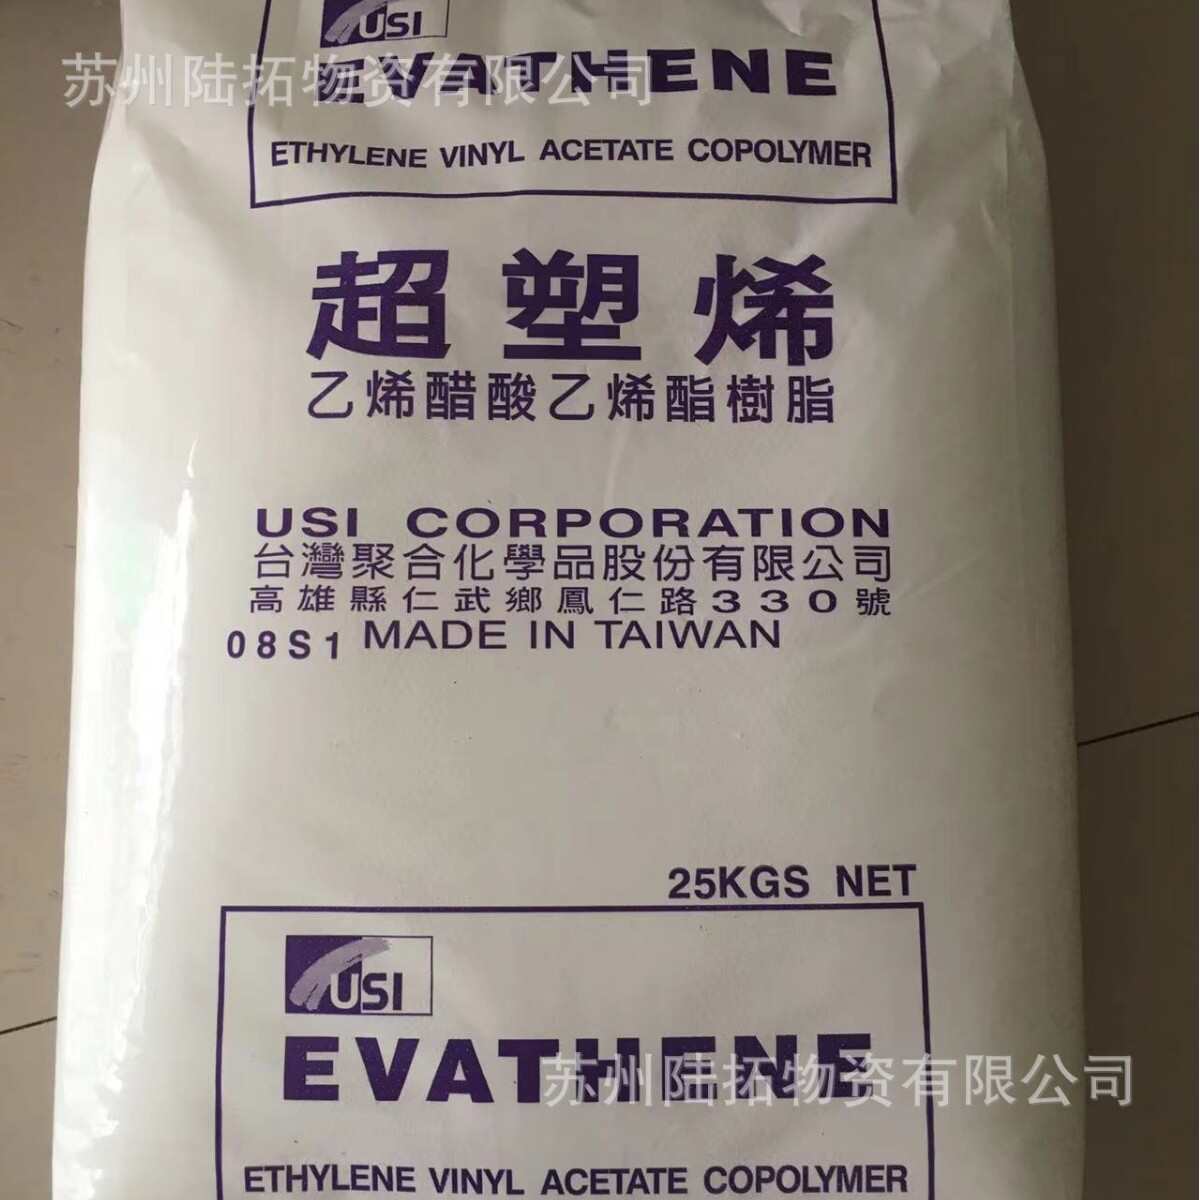 USI
EVATHENE
苏州陆拓物资有限公司
ETHYLENE VINYL ACETATE COPOLYMER
超塑烯
乙烯醋酸乙烯酯樹脂
USI CORPORATION
台灣聚合化學品股份有限公司
高雄縣仁武鄉鳳仁路330號
08S1 MADE IN TAIWAN
25KGS NET
USI
EVATHENE
苏州陆拓物资有限公司
ETHYLENE VINYL ACETATE COPOLYMER